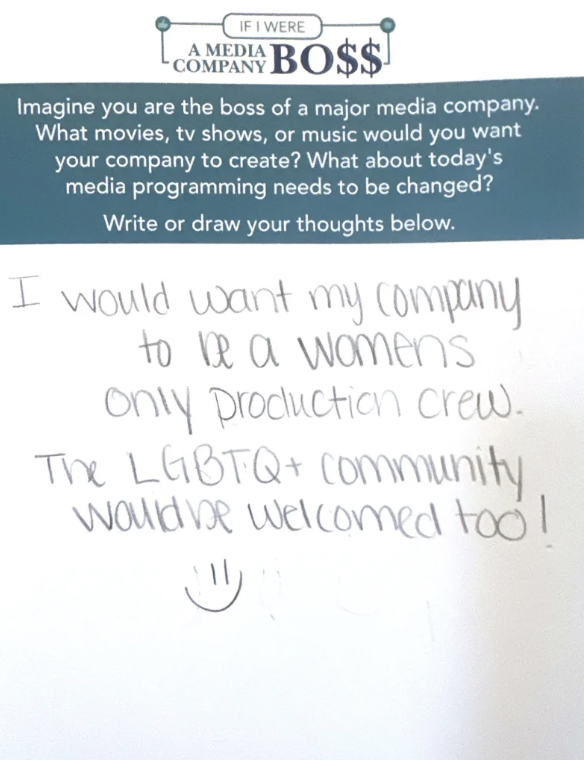 IF I WERE
A MEDIA
COMPANY BO$$
Imagine you are the boss of a major media company.
What movies, tv shows, or music would you want
your company to create? What about today's
media programming needs to be changed?
Write or draw your thoughts below.
I would want my company
to be a womens
only production crew.
The LGBTQ+ community
would be welcomed too!